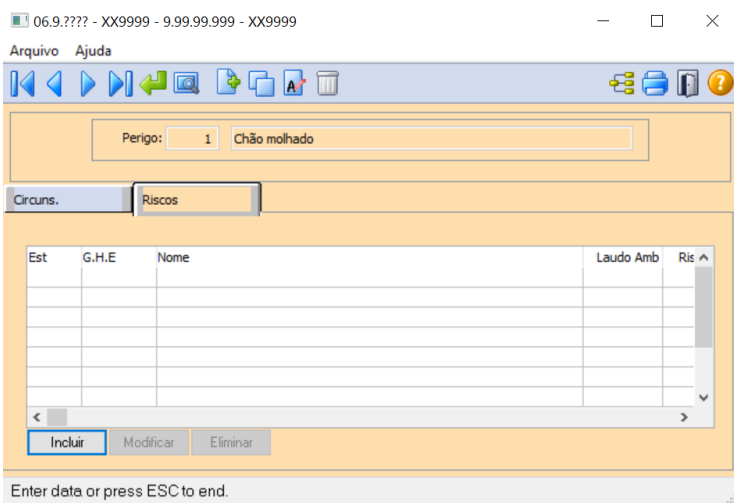 06.9.???? - XX9999 - 9.99.99.999 - XX9999
Arquivo Ajuda
Perigo: 1 Chão molhado
Circuns. Riscos
Est G.H.E Nome Laudo Amb Ris
Incluir Modificar Eliminar
Enter data or press ESC to end.